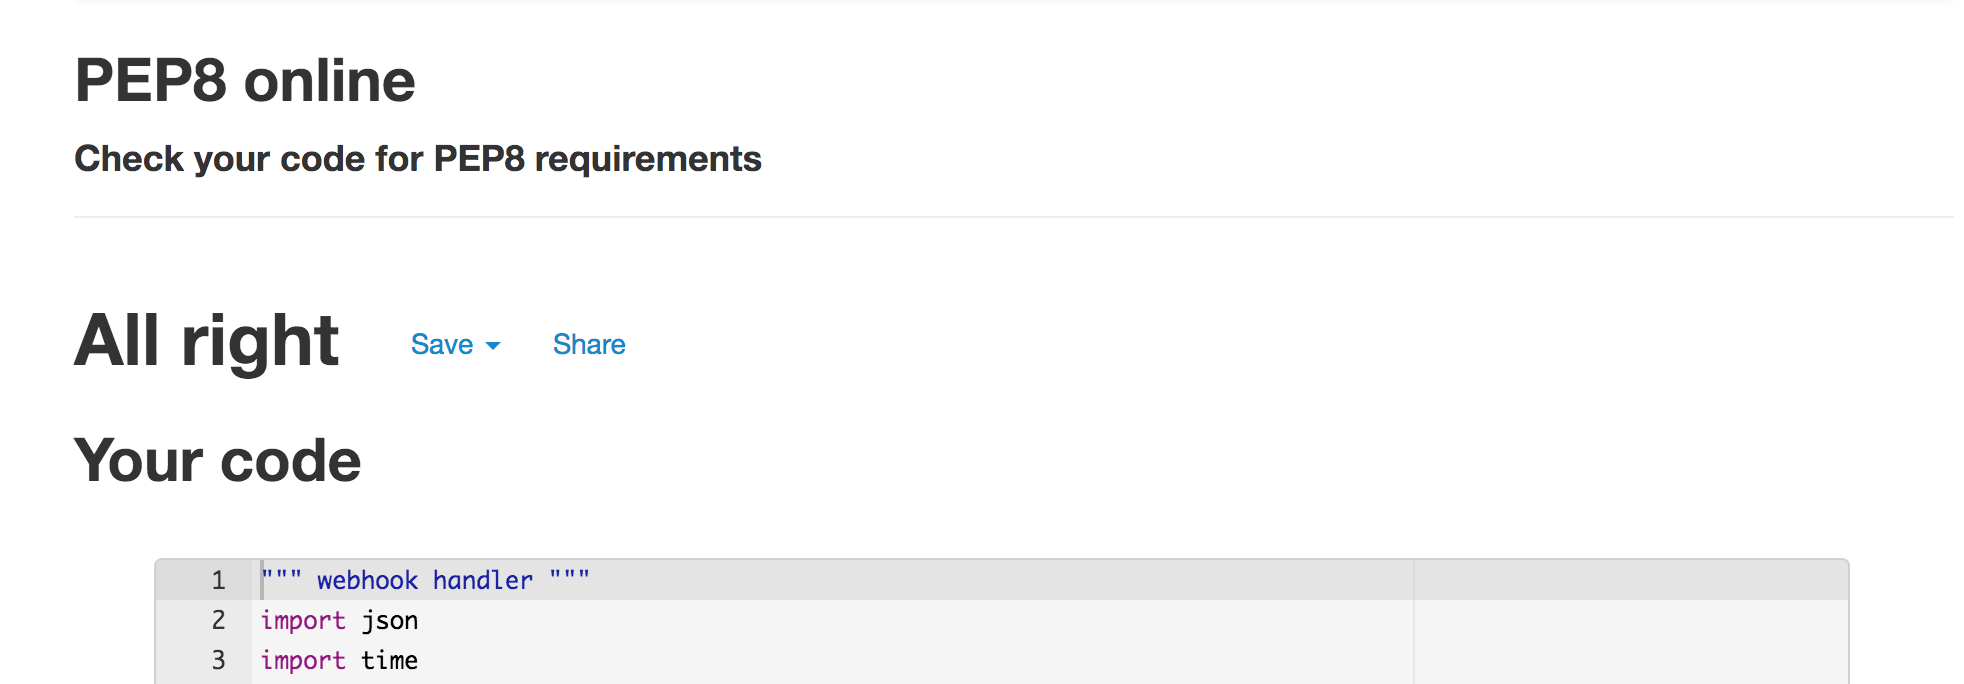 PEP8 online
Check your code for PEP8 requirements
All right Save Share
Your code
1 """ webhook handler """
2 import json
3 import time